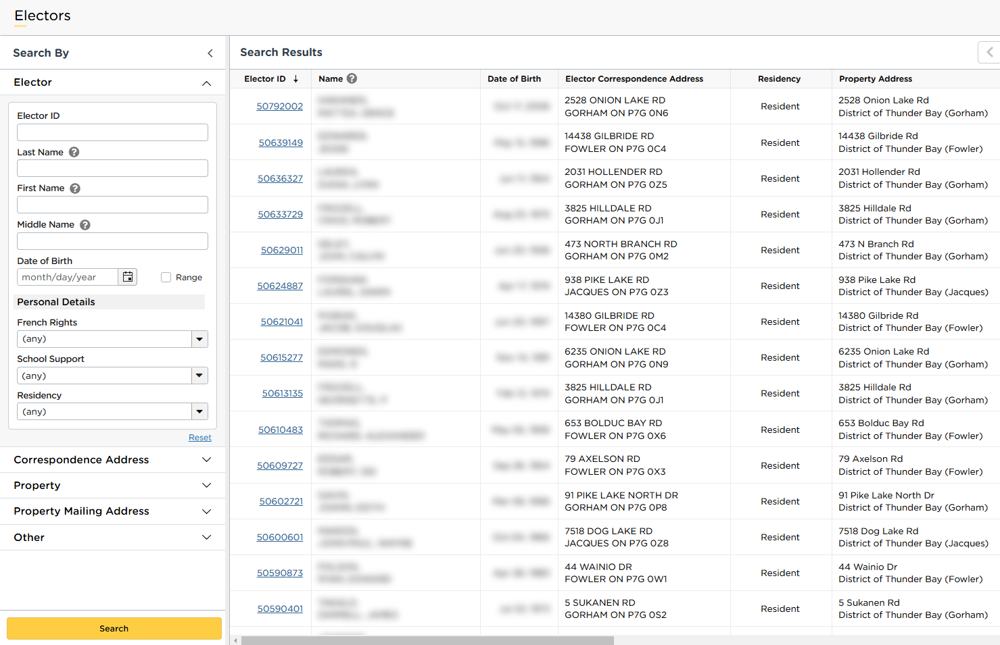 Electors
Search By
Elector
Elector ID
Last Name ?
First Name ?
Middle Name ?
Date of Birth
month/day/year
Range
Personal Details
French Rights
(any)
School Support
(any)
Residency
(any)
Reset
Correspondence Address
Property
Property Mailing Address
Other
Search
Search Results
Elector ID ↓ Name ? Date of Birth Elector Correspondence Address Residency Property Address
50792002 2528 ONION LAKE RD Resident 2528 Onion Lake Rd
GORHAM ON P7G 0N6 District of Thunder Bay (Gorham)
50639149 14438 GILBRIDE RD Resident 14438 Gilbride Rd
FOWLER ON P7G 0C4 District of Thunder Bay (Fowler)
50636327 2031 HOLLENDER RD Resident 2031 Hollender Rd
GORHAM ON P7G 0Z5 District of Thunder Bay (Gorham)
50633729 3825 HILLDALE RD Resident 3825 Hilldale Rd
GORHAM ON P7G 0J1 District of Thunder Bay (Gorham)
50629011 473 NORTH BRANCH RD Resident 473 N Branch Rd
GORHAM ON P7G 0M2 District of Thunder Bay (Gorham)
50624887 938 PIKE LAKE RD Resident 938 Pike Lake Rd
JACQUES ON P7G 0Z3 District of Thunder Bay (Jacques)
50621041 14380 GILBRIDE RD Resident 14380 Gilbride Rd
FOWLER ON P7G 0C4 District of Thunder Bay (Fowler)
50615277 6235 ONION LAKE RD Resident 6235 Onion Lake Rd
GORHAM ON P7G 0N9 District of Thunder Bay (Gorham)
50613135 3825 HILLDALE RD Resident 3825 Hilldale Rd
GORHAM ON P7G 0J1 District of Thunder Bay (Gorham)
50610483 653 BOLDUC BAY RD Resident 653 Bolduc Bay Rd
FOWLER ON P7G 0X6 District of Thunder Bay (Fowler)
50609727 79 AXELSON RD Resident 79 Axelson Rd
FOWLER ON P7G 0X3 District of Thunder Bay (Fowler)
50602721 91 PIKE LAKE NORTH DR Resident 91 Pike Lake North Dr
GORHAM ON P7G 0P8 District of Thunder Bay (Gorham)
50600601 7518 DOG LAKE RD Resident 7518 Dog Lake Rd
JACQUES ON P7G 0Z8 District of Thunder Bay (Jacques)
50590873 44 WAINIO DR Resident 44 Wainio Dr
FOWLER ON P7G 0W1 District of Thunder Bay (Fowler)
50590401 5 SUKANEN RD Resident 5 Sukanen Rd
GORHAM ON P7G 0S2 District of Thunder Bay (Gorham)